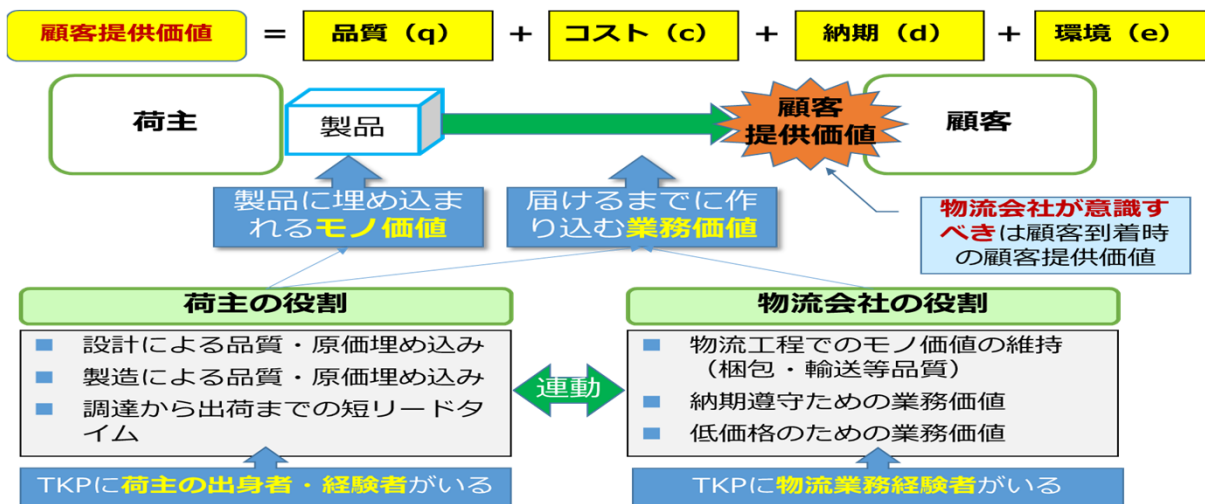 顧客提供価値 = 品質（q） + コスト（c） + 納期（d） + 環境（e）
荷主
製品
顧客
提供価値
顧客
製品に埋め込ま
れるモノ価値
届けるまでに作
り込む業務価値
物流会社が意識す
べきは顧客到着時
の顧客提供価値
荷主の役割
設計による品質・原価埋め込み
製造による品質・原価埋め込み
調達から出荷までの短リードタ
イム
連動
物流会社の役割
物流工程でのモノ価値の維持
（梱包・輸送等品質）
納期遵守ための業務価値
低価格のための業務価値
TKPに荷主の出身者・経験者がいる
TKPに物流業務経験者がいる